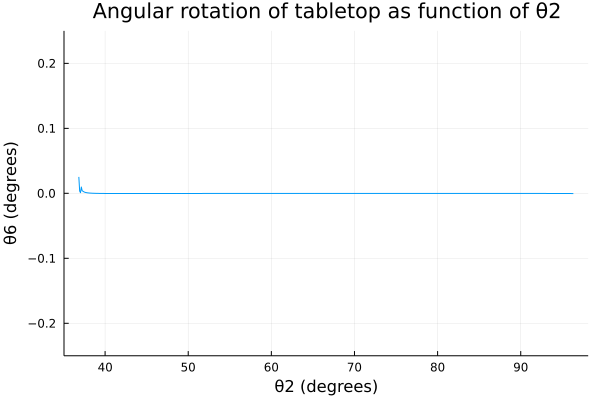 Angular rotation of tabletop as function of θ2
0.2
0.1
0.0
−0.1
−0.2
θ6 (degrees)
40 50 60 70 80 90
θ2 (degrees)